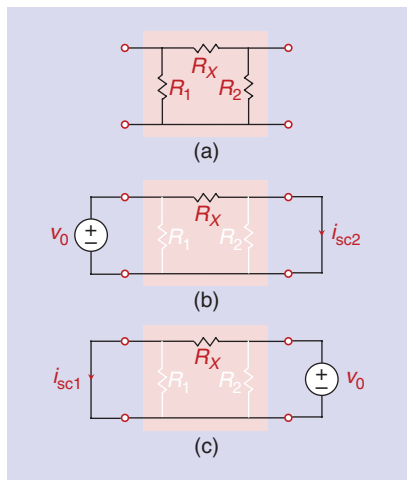 R_X
R_1 R_2
(a)
R_X
v_0 + − R_1 R_2 i_sc2
(b)
R_X
i_sc1 R_1 R_2 + − v_0
(c)